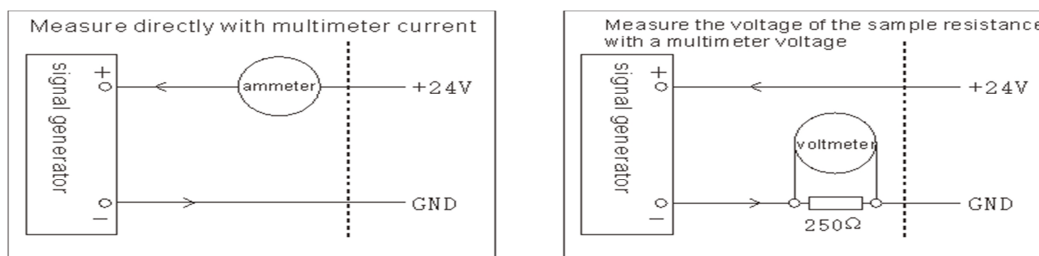 Measure directly with multimeter current
signal generator
+
ammeter
+24V
−
GND
Measure the voltage of the sample resistance
with a multimeter voltage
signal generator
+
+24V
voltmeter
−
GND
250Ω